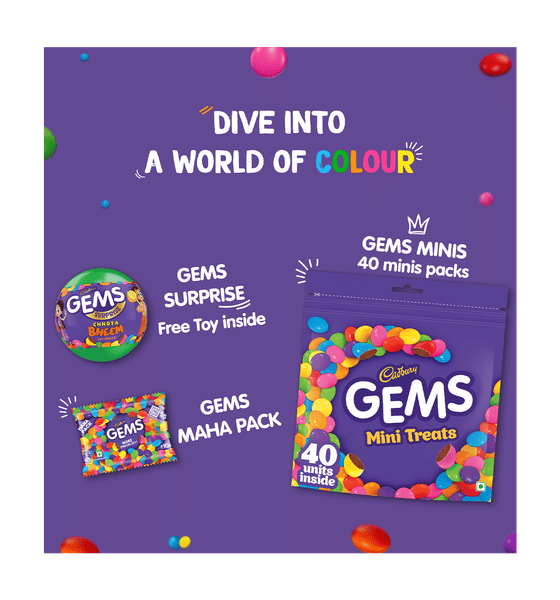 DIVE INTO
A WORLD OF COLOUR
GEMS MINIS
40 minis packs
GEMS
SURPRISE
Free Toy inside
GEMS
SURPRISE
CHHOTA
BHEEM
Cadbury
GEMS
Mini Treats
40
units
inside
GEMS
MAHA PACK
GEMS